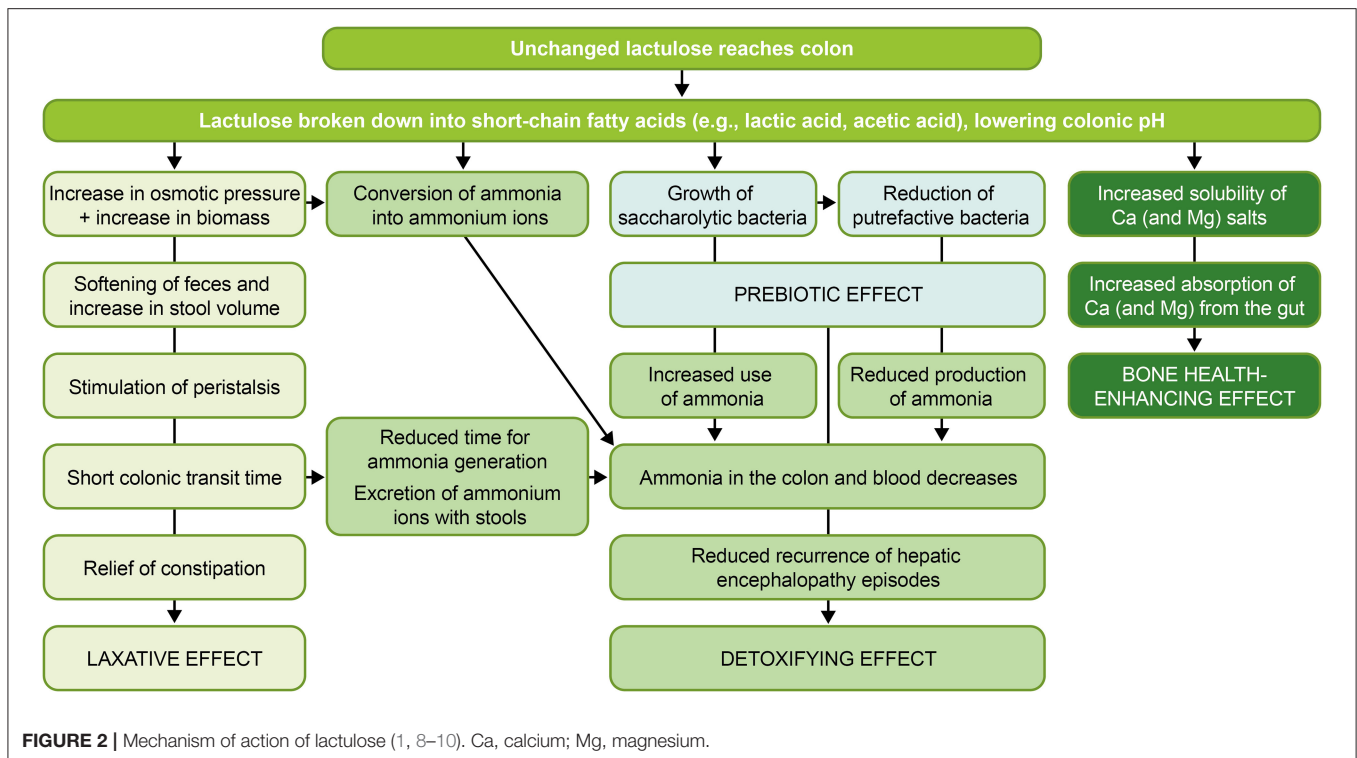 Unchanged lactulose reaches colon
Lactulose broken down into short-chain fatty acids (e.g., lactic acid, acetic acid), lowering colonic pH
Increase in osmotic pressure
+ increase in biomass
Conversion of ammonia
into ammonium ions
Growth of
saccharolytic bacteria
Reduction of
putrefactive bacteria
Increased solubility of
Ca (and Mg) salts
Softening of feces and
increase in stool volume
PREBIOTIC EFFECT
Increased absorption of
Ca (and Mg) from the gut
Stimulation of peristalsis
Increased use
of ammonia
Reduced production
of ammonia
BONE HEALTH-
ENHANCING EFFECT
Short colonic transit time
Reduced time for
ammonia generation
Excretion of ammonium
ions with stools
Ammonia in the colon and blood decreases
Relief of constipation
Reduced recurrence of hepatic
encephalopathy episodes
LAXATIVE EFFECT
DETOXIFYING EFFECT
FIGURE 2 | Mechanism of action of lactulose (1, 8–10). Ca, calcium; Mg, magnesium.